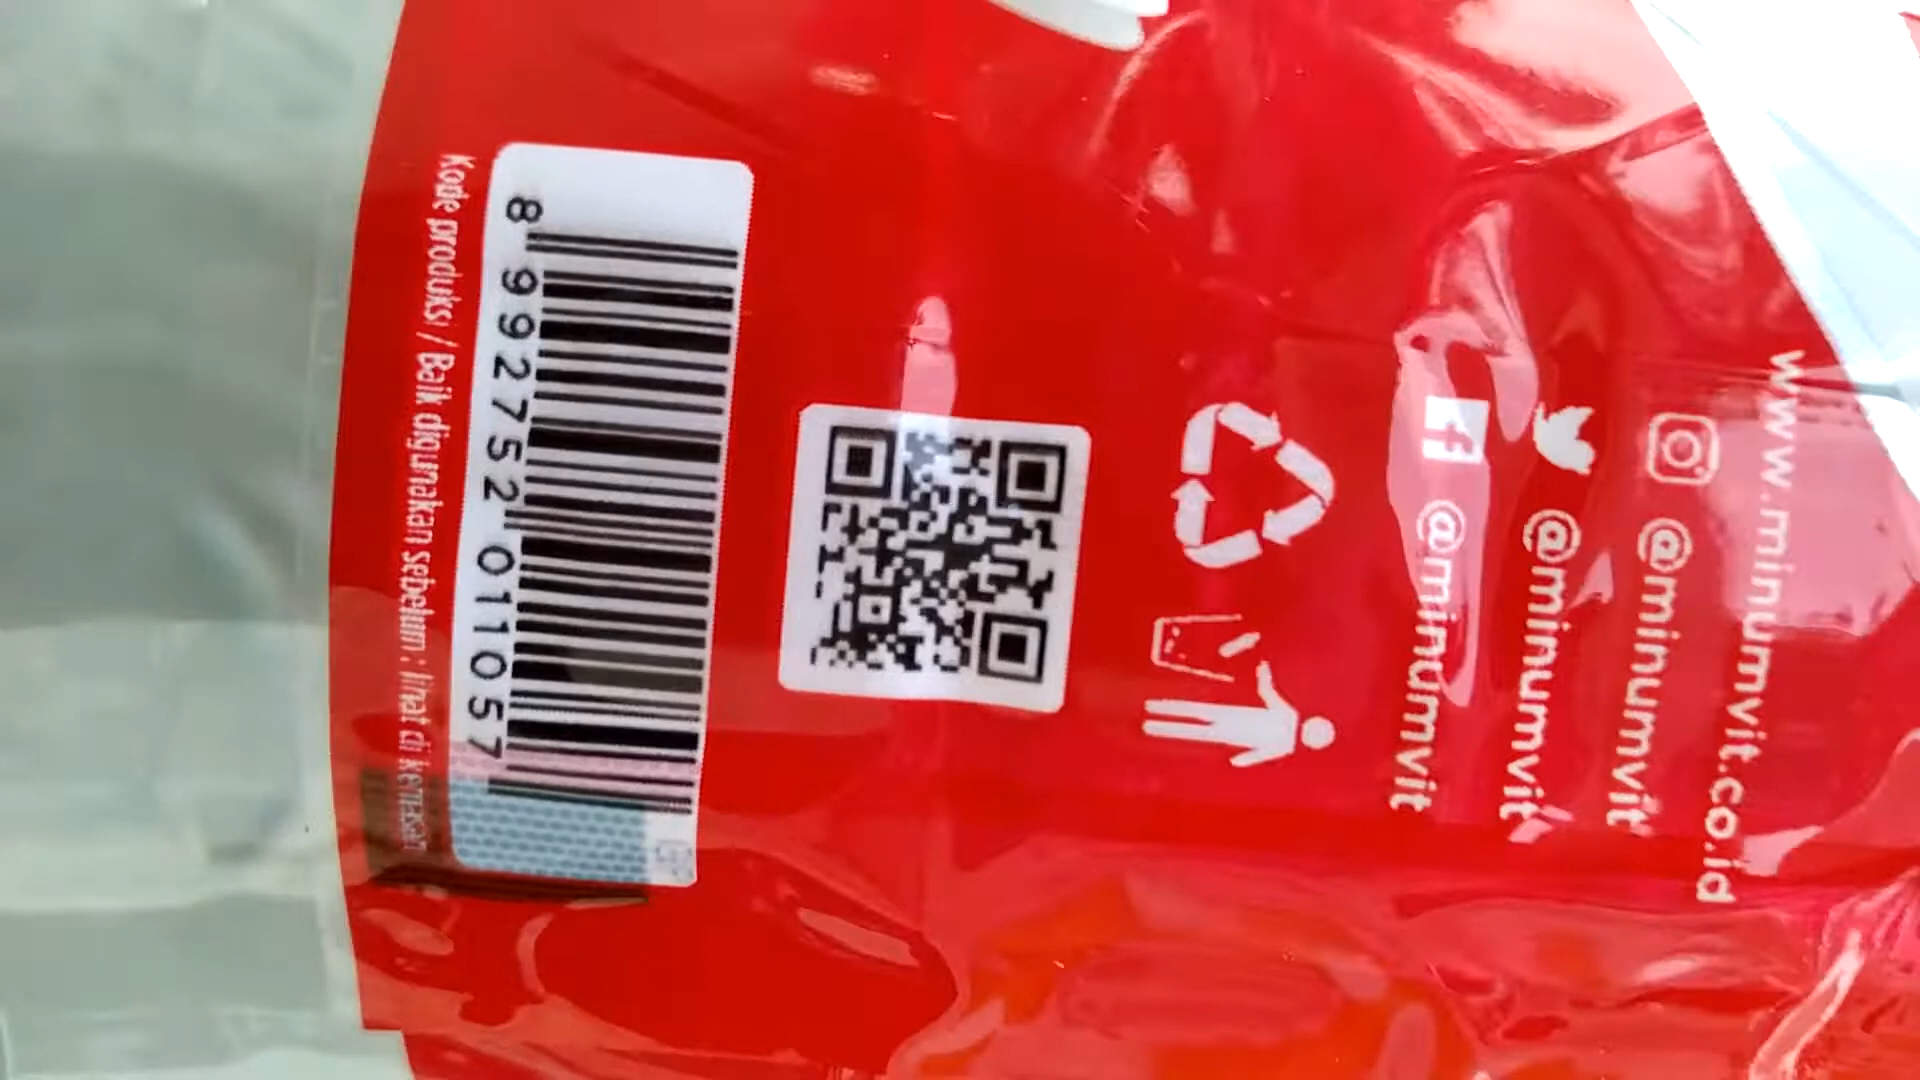 www.minumvit.co.id
@minumvit
@minumvit
@minumvit
8 992752 011057
Kode produksi / Baik digunakan sebelum : lihat di kemasan